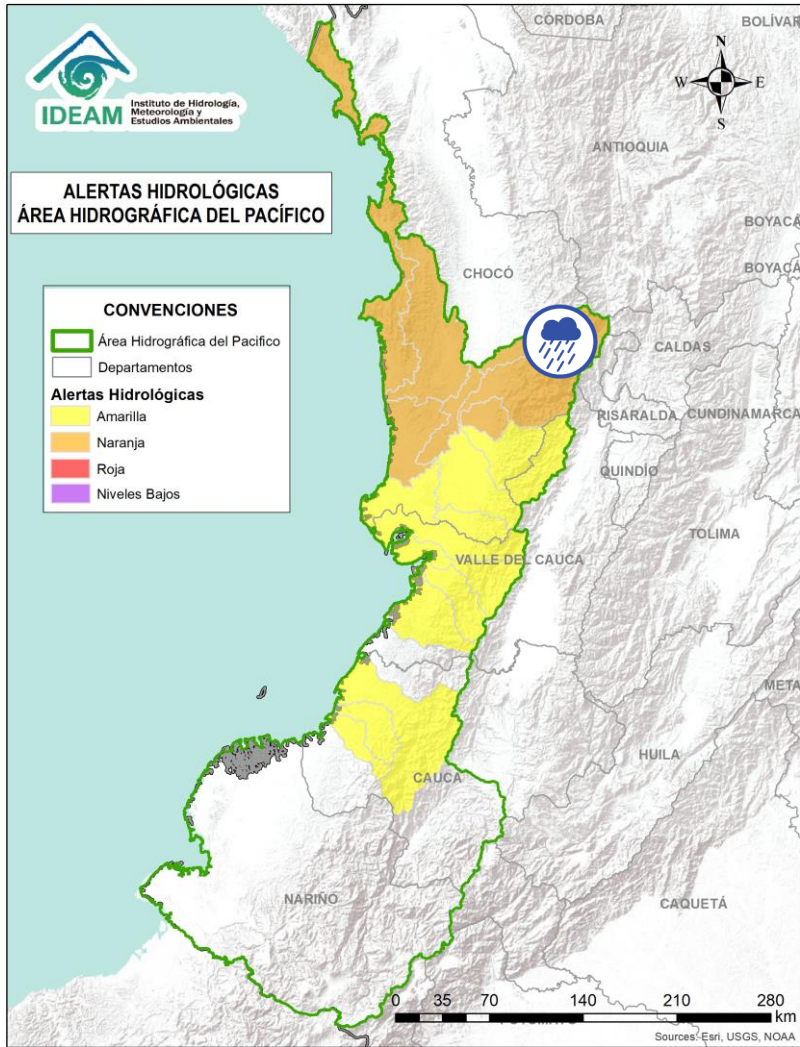 IDEAM
Instituto de Hidrología,
Meteorología y
Estudios Ambientales
ALERTAS HIDROLÓGICAS
ÁREA HIDROGRÁFICA DEL PACÍFICO
CONVENCIONES
Área Hidrográfica del Pacifico
Departamentos
Alertas Hidrológicas
Amarilla
Naranja
Roja
Niveles Bajos
CÓRDOBA
BOLÍVAR
N
W
E
S
ANTIOQUIA
BOYACÁ
CHOCÓ
BOYACÁ
CALDAS
RISARALDA
CUNDINAMARCA
QUINDÍO
TOLIMA
VALLE DEL CAUCA
META
HUILA
CAUCA
NARIÑO
CAQUETÁ
0 35 70 140 210 280
km
Sources: Esri, USGS, NOAA